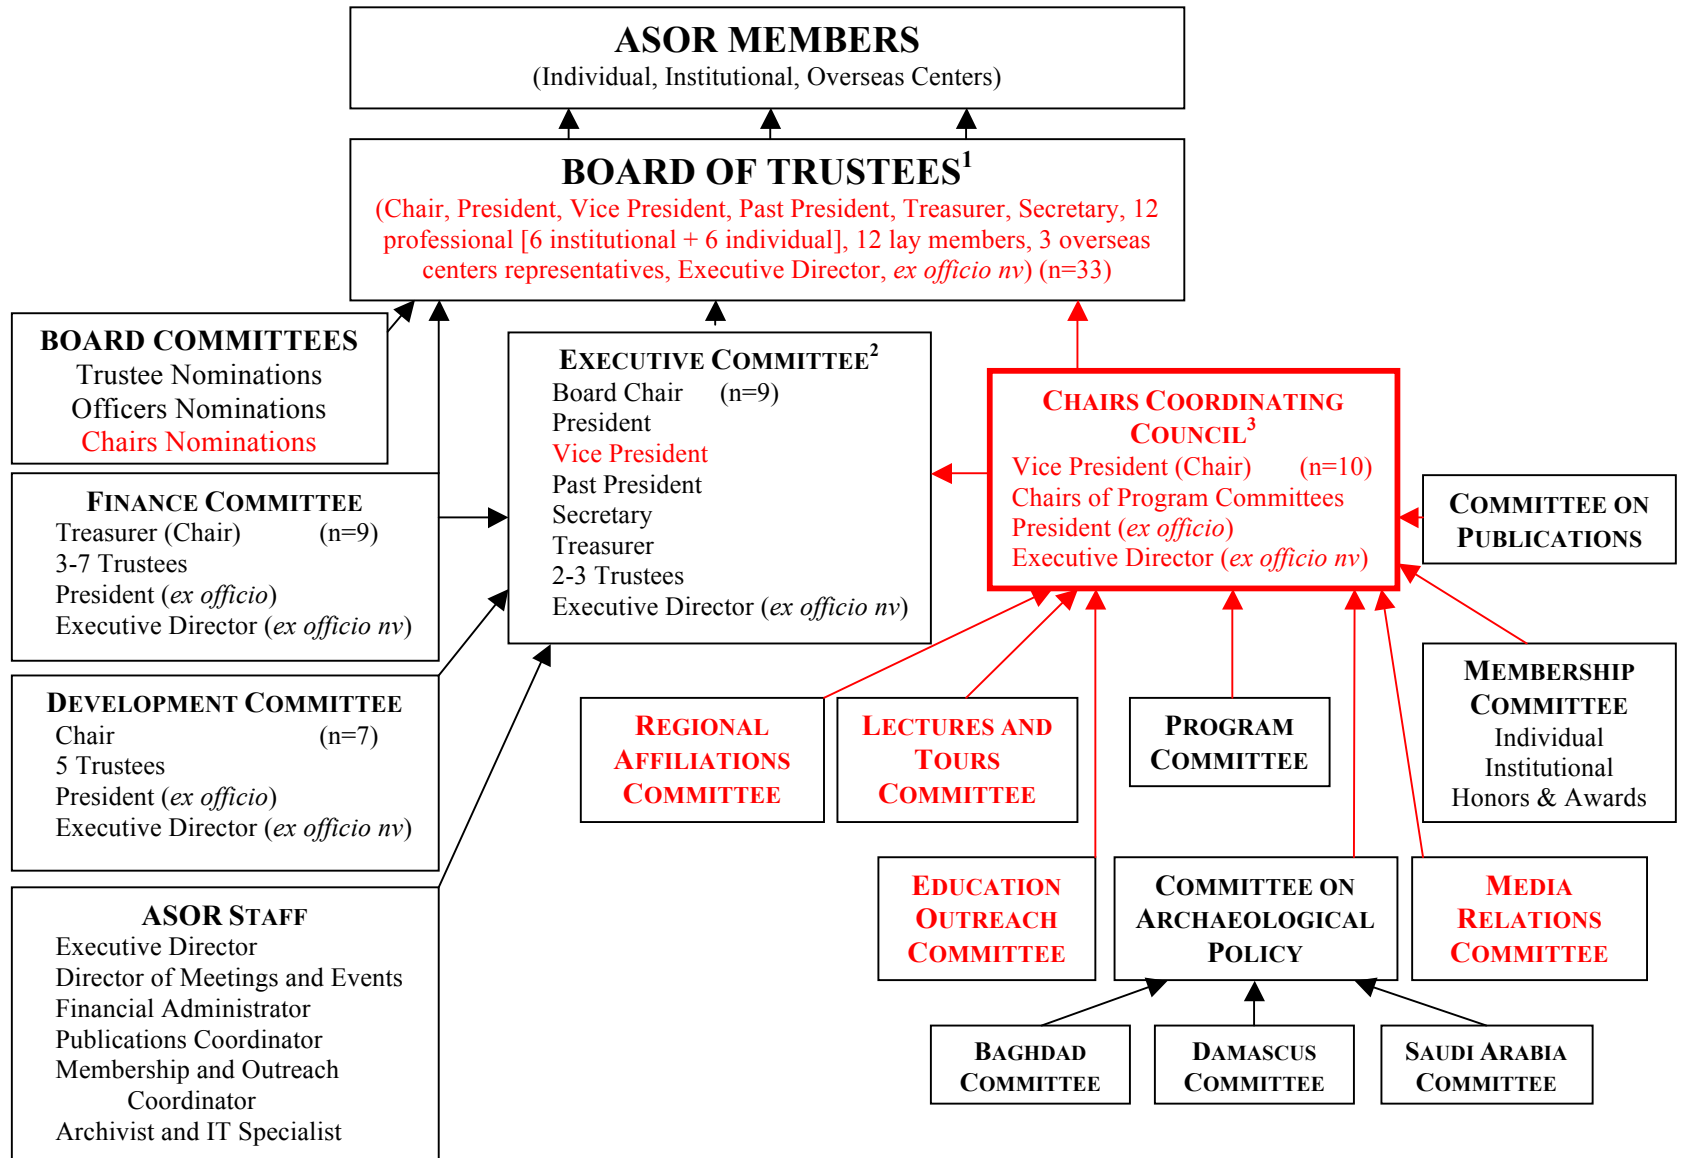 ASOR MEMBERS
(Individual, Institutional, Overseas Centers)
BOARD OF TRUSTEES¹
(Chair, President, Vice President, Past President, Treasurer, Secretary, 12
professional [6 institutional + 6 individual], 12 lay members, 3 overseas
centers representatives, Executive Director, ex officio nv) (n=33)
BOARD COMMITTEES
Trustee Nominations
Officers Nominations
Chairs Nominations
FINANCE COMMITTEE
Treasurer (Chair) (n=9)
3-7 Trustees
President (ex officio)
Executive Director (ex officio nv)
DEVELOPMENT COMMITTEE
Chair (n=7)
5 Trustees
President (ex officio)
Executive Director (ex officio nv)
ASOR STAFF
Executive Director
Director of Meetings and Events
Financial Administrator
Publications Coordinator
Membership and Outreach
Coordinator
Archivist and IT Specialist
EXECUTIVE COMMITTEE²
Board Chair (n=9)
President
Vice President
Past President
Secretary
Treasurer
2-3 Trustees
Executive Director (ex officio nv)
CHAIRS COORDINATING
COUNCIL³
Vice President (Chair) (n=10)
Chairs of Program Committees
President (ex officio)
Executive Director (ex officio nv)
COMMITTEE ON
PUBLICATIONS
MEMBERSHIP
COMMITTEE
Individual
Institutional
Honors & Awards
REGIONAL
AFFILIATIONS
COMMITTEE
LECTURES AND
TOURS
COMMITTEE
PROGRAM
COMMITTEE
EDUCATION
OUTREACH
COMMITTEE
COMMITTEE ON
ARCHAEOLOGICAL
POLICY
MEDIA
RELATIONS
COMMITTEE
BAGHDAD
COMMITTEE
DAMASCUS
COMMITTEE
SAUDI ARABIA
COMMITTEE